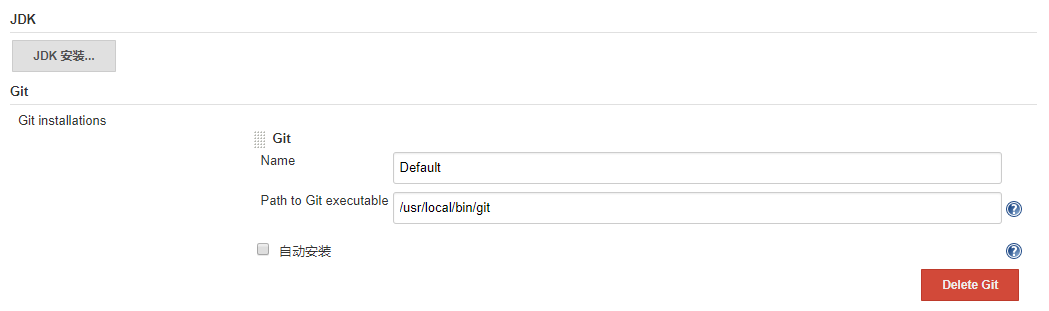 JDK
JDK 安装...
Git
Git installations
Git
Name
Default
Path to Git executable
/usr/local/bin/git
?
自动安装
?
Delete Git